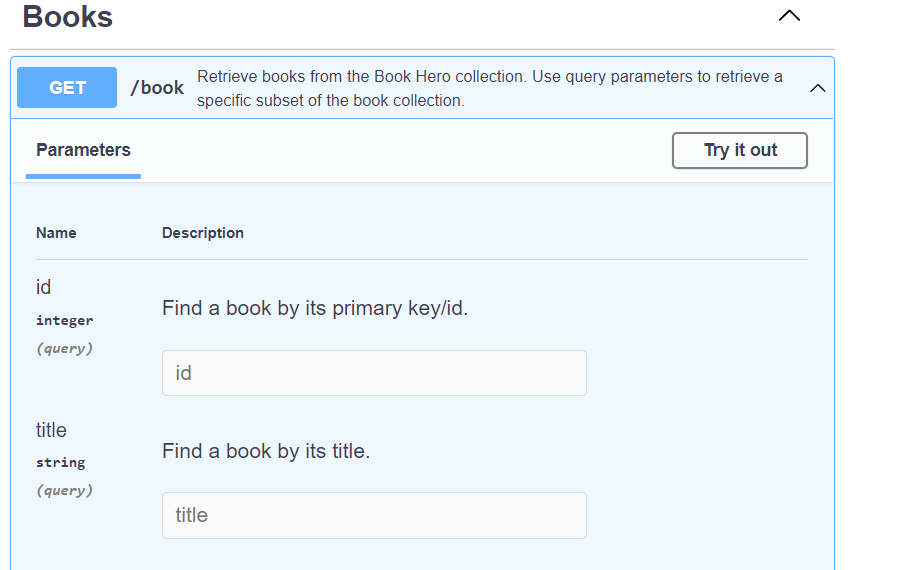 Books
GET /book Retrieve books from the Book Hero collection. Use query parameters to retrieve a
specific subset of the book collection.
Parameters Try it out
Name Description
id
Find a book by its primary key/id.
integer
(query)
id
title
Find a book by its title.
string
(query)
title